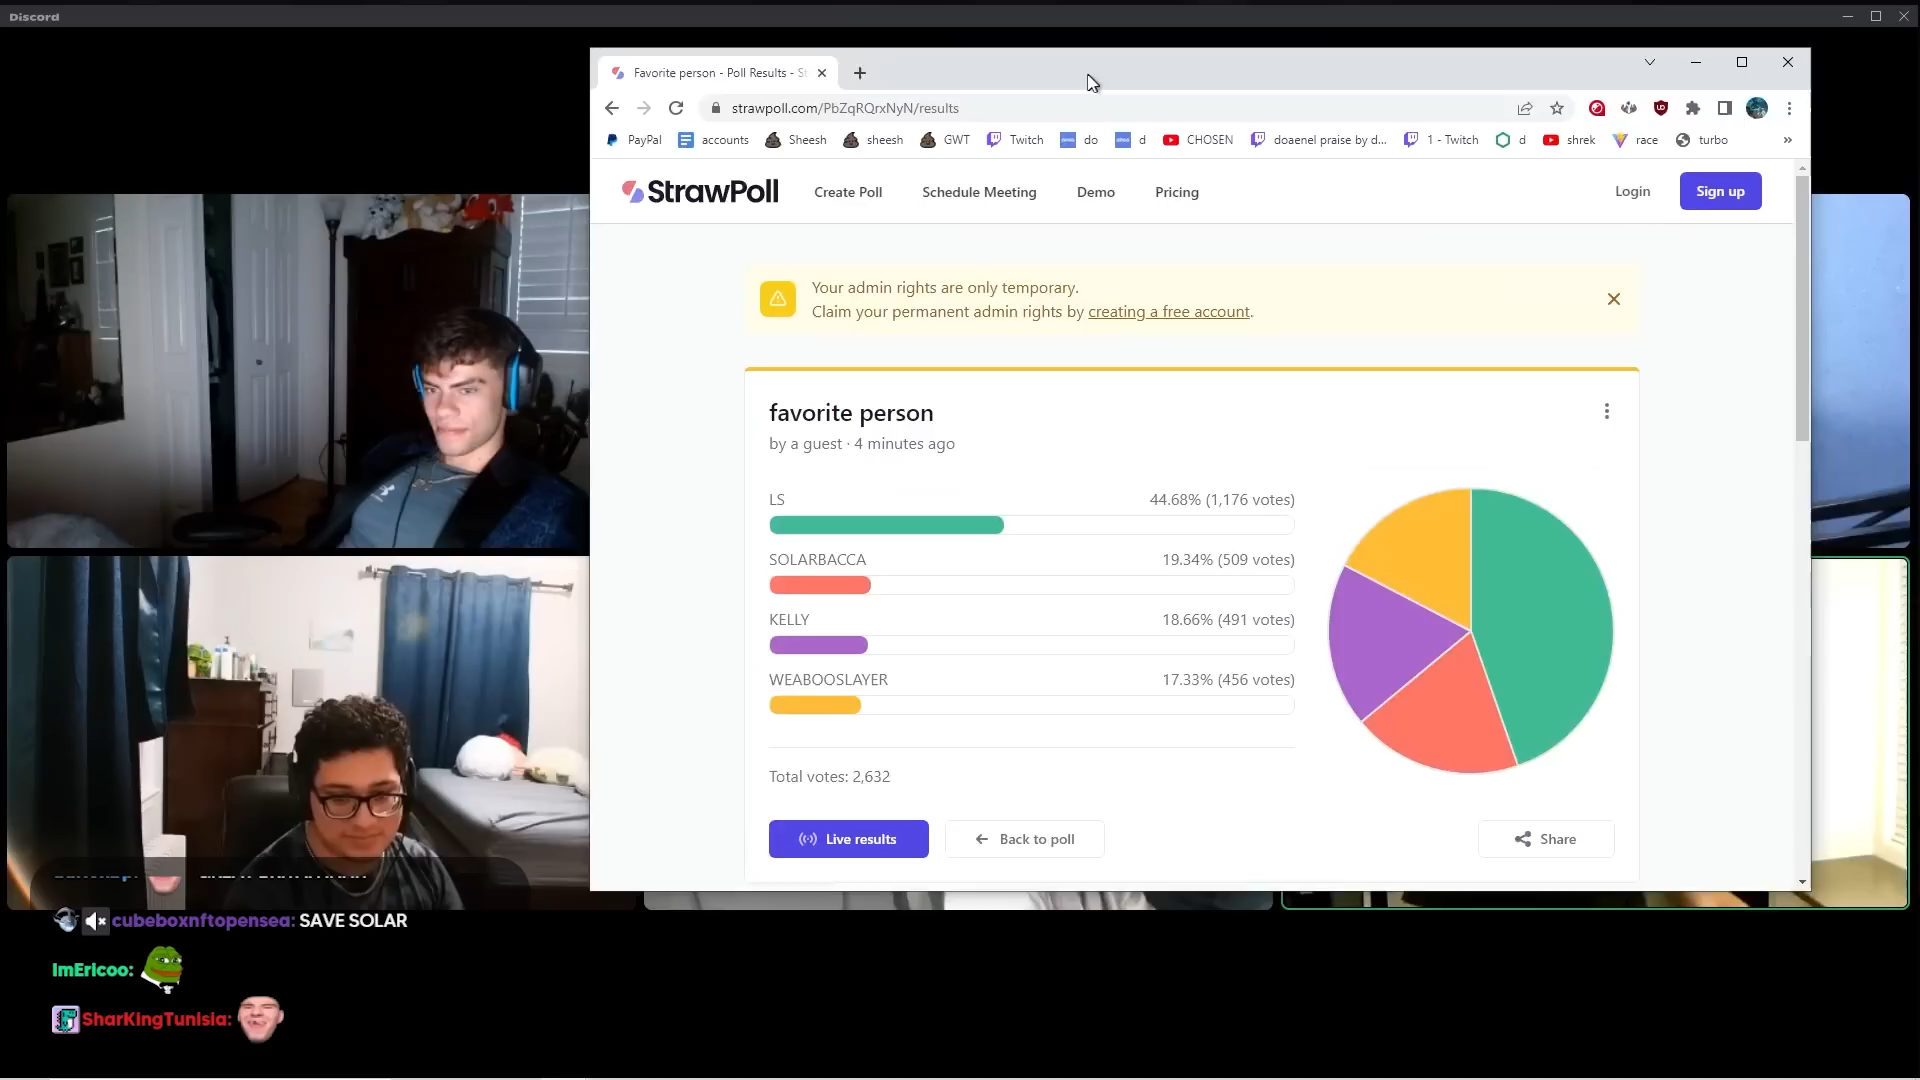 Discord
Favorite person - Poll Results - St
strawpoll.com/PbZqRQrxNyN/results
PayPal accounts Sheesh sheesh GWT Twitch do d CHOSEN doaenel praise by d... 1 - Twitch d shrek race turbo »
StrawPoll Create Poll Schedule Meeting Demo Pricing Login Sign up
Your admin rights are only temporary.
Claim your permanent admin rights by creating a free account.
favorite person
by a guest · 4 minutes ago
LS 44.68% (1,176 votes)
SOLARBACCA 19.34% (509 votes)
KELLY 18.66% (491 votes)
WEABOOSLAYER 17.33% (456 votes)
Total votes: 2,632
Live results Back to poll Share
cubeboxnftopensea: SAVE SOLAR
ImEricoo:
SharKingTunisia: